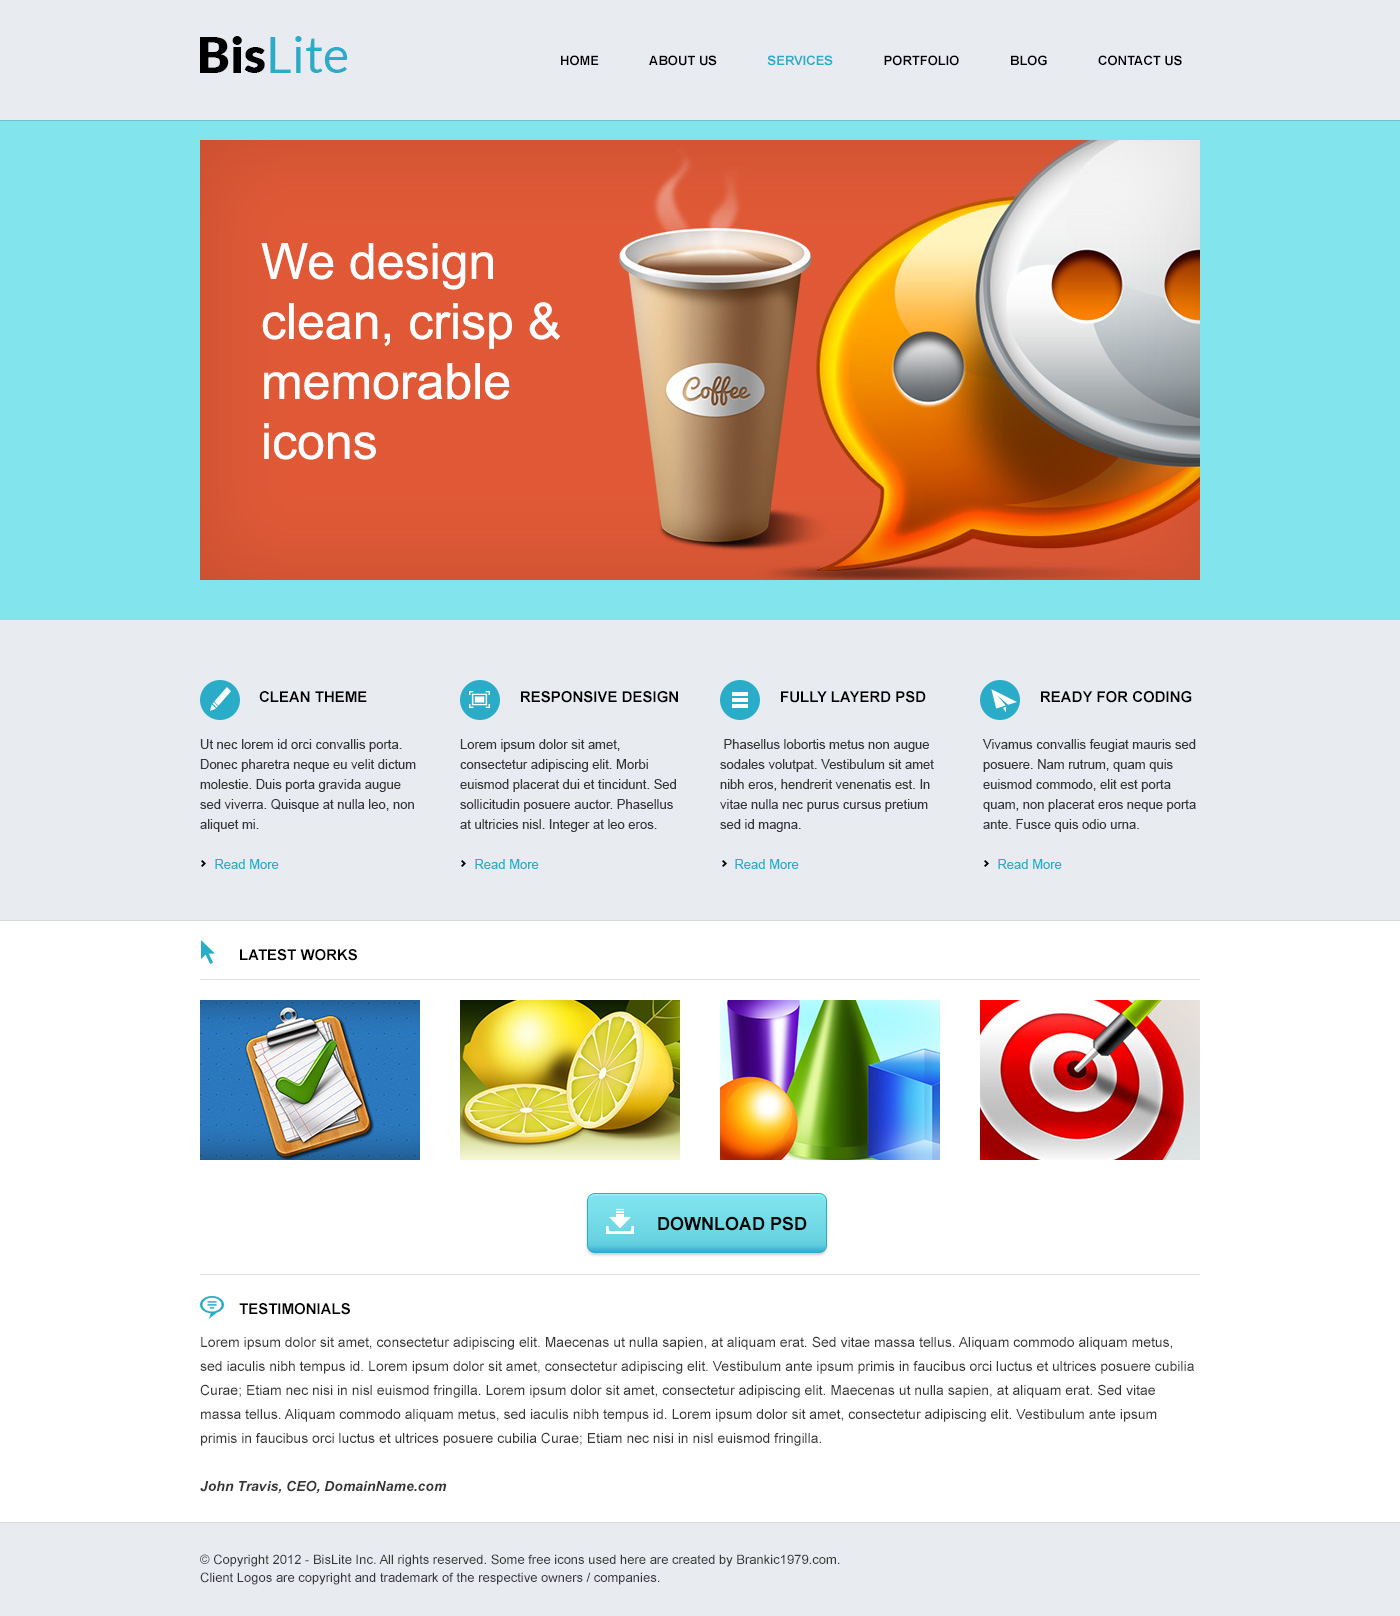 BisLite
HOME ABOUT US SERVICES PORTFOLIO BLOG CONTACT US
We design
clean, crisp &
memorable
icons
Coffee
CLEAN THEME
Ut nec lorem id orci convallis porta.
Donec pharetra neque eu velit dictum
molestie. Duis porta gravida augue
sed viverra. Quisque at nulla leo, non
aliquet mi.
Read More
RESPONSIVE DESIGN
Lorem ipsum dolor sit amet,
consectetur adipiscing elit. Morbi
euismod placerat dui et tincidunt. Sed
sollicitudin posuere auctor. Phasellus
at ultricies nisl. Integer at leo eros.
Read More
FULLY LAYERD PSD
Phasellus lobortis metus non augue
sodales volutpat. Vestibulum sit amet
nibh eros, hendrerit venenatis est. In
vitae nulla nec purus cursus pretium
sed id magna.
Read More
READY FOR CODING
Vivamus convallis feugiat mauris sed
posuere. Nam rutrum, quam quis
euismod commodo, elit est porta
quam, non placerat eros neque porta
ante. Fusce quis odio urna.
Read More
LATEST WORKS
DOWNLOAD PSD
TESTIMONIALS
Lorem ipsum dolor sit amet, consectetur adipiscing elit. Maecenas ut nulla sapien, at aliquam erat. Sed vitae massa tellus. Aliquam commodo aliquam metus,
sed iaculis nibh tempus id. Lorem ipsum dolor sit amet, consectetur adipiscing elit. Vestibulum ante ipsum primis in faucibus orci luctus et ultrices posuere cubilia
Curae; Etiam nec nisi in nisl euismod fringilla. Lorem ipsum dolor sit amet, consectetur adipiscing elit. Maecenas ut nulla sapien, at aliquam erat. Sed vitae
massa tellus. Aliquam commodo aliquam metus, sed iaculis nibh tempus id. Lorem ipsum dolor sit amet, consectetur adipiscing elit. Vestibulum ante ipsum
primis in faucibus orci luctus et ultrices posuere cubilia Curae; Etiam nec nisi in nisl euismod fringilla.
John Travis, CEO, DomainName.com
© Copyright 2012 - BisLite Inc. All rights reserved. Some free icons used here are created by Brankic1979.com.
Client Logos are copyright and trademark of the respective owners / companies.